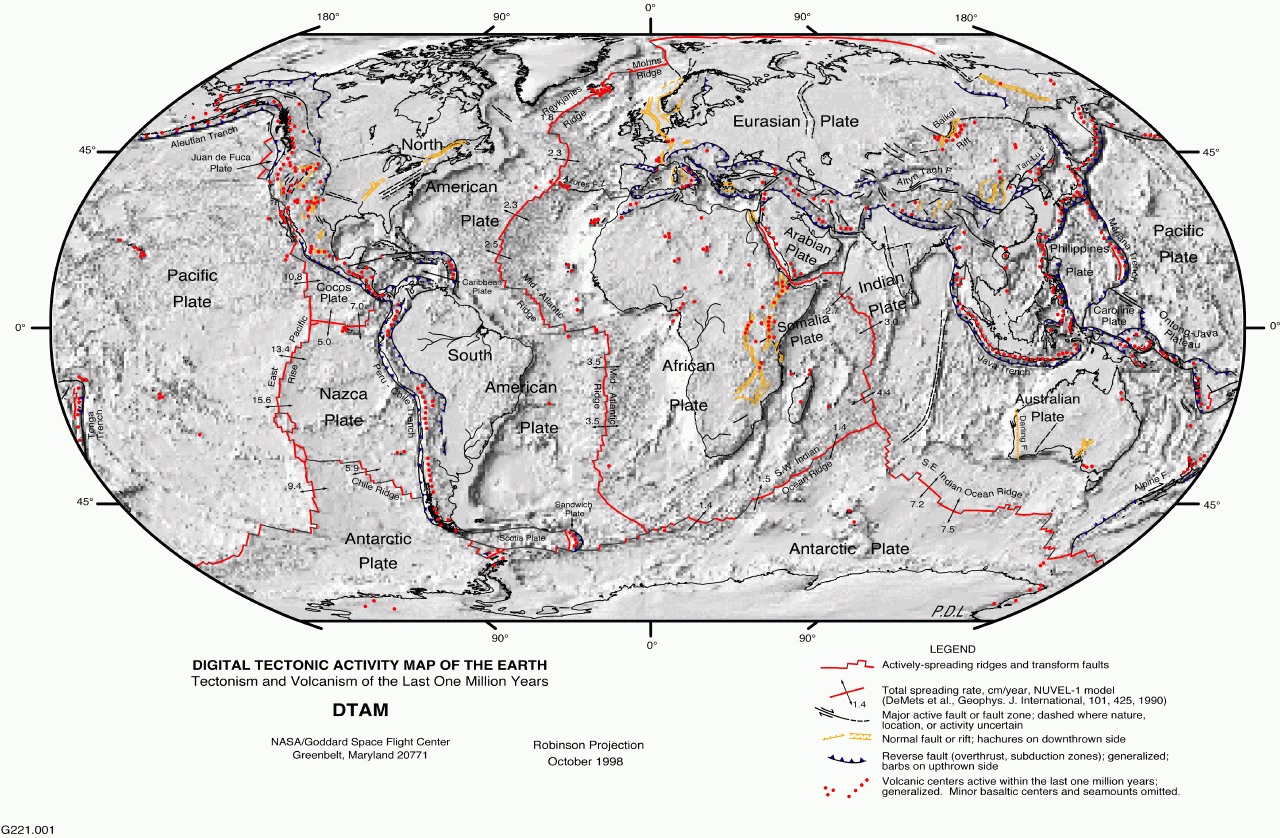 180° 90° 0° 90° 180°
Mohns
Ridge
Reykjanes
Ridge
.8
Aleutian Trench
45°
Juan de Fuca
Plate
North
American
Plate
Eurasian Plate
Baikal
Rift
Altyn Tagh F.
Tanlu F.
45°
2.3
Azores F.Z.
2.3
2.5
Arabian
Plate
Indian
Plate
Philippines
Plate
Mariana Trench
Pacific
Plate
Pacific
Plate
10.8
Cocos
Plate
7.0
Caribbean
Plate
Mid - Atlantic
Ridge
2.7
3.0
Somalia
Plate
Caroline
Plate
Ontong-Java
Plateau
0°
0°
5.0
13.4
East Pacific
Rise
South
American
Plate
3.5
African
Plate
Java Trench
15.6
Nazca
Plate
Peru - Chile Trench
Mid - Atlantic
Ridge
3.5
4.4
Australian
Plate
Darling F.
Tonga
Trench
1.4
5.9
Chile Ridge
9.4
S.W. Indian
Ocean Ridge
1.5
S.E. Indian Ocean Ridge
7.2
7.5
Alpine F.
45°
45°
Sandwich
Plate
1.4
Scotia Plate
Antarctic
Plate
Antarctic Plate
P.D.L
90° 0° 90°
DIGITAL TECTONIC ACTIVITY MAP OF THE EARTH
Tectonism and Volcanism of the Last One Million Years
DTAM
NASA/Goddard Space Flight Center
Greenbelt, Maryland 20771
Robinson Projection
October 1998
LEGEND
Actively-spreading ridges and transform faults
1.4
Total spreading rate, cm/year, NUVEL-1 model
(DeMets et al., Geophys. J. International, 101, 425, 1990)
Major active fault or fault zone; dashed where nature,
location, or activity uncertain
Normal fault or rift; hachures on downthrown side
Reverse fault (overthrust, subduction zones); generalized;
barbs on upthrown side
Volcanic centers active within the last one million years;
generalized. Minor basaltic centers and seamounts omitted.
G221.001